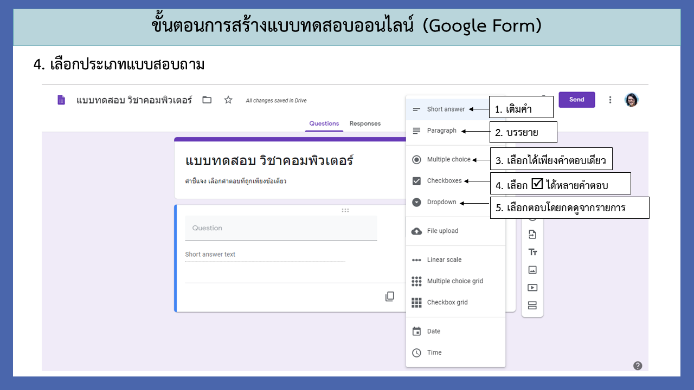 ขั้นตอนการสร้างแบบทดสอบออนไลน์ (Google Form)
4. เลือกประเภทแบบสอบถาม
แบบทดสอบ วิชาคอมพิวเตอร์
All changes saved in Drive
Send
Questions
Responses
แบบทดสอบ วิชาคอมพิวเตอร์
คำชี้แจง เลือกคำตอบที่ถูกเพียงข้อเดียว
Question
Short answer text
Short answer
1. เติมคำ
Paragraph
2. บรรยาย
Multiple choice
3. เลือกได้เพียงคำตอบเดียว
Checkboxes
4. เลือก ☑ ได้หลายคำตอบ
Dropdown
5. เลือกตอบโดยกดดูจากรายการ
File upload
Linear scale
Multiple choice grid
Checkbox grid
Date
Time
Tт